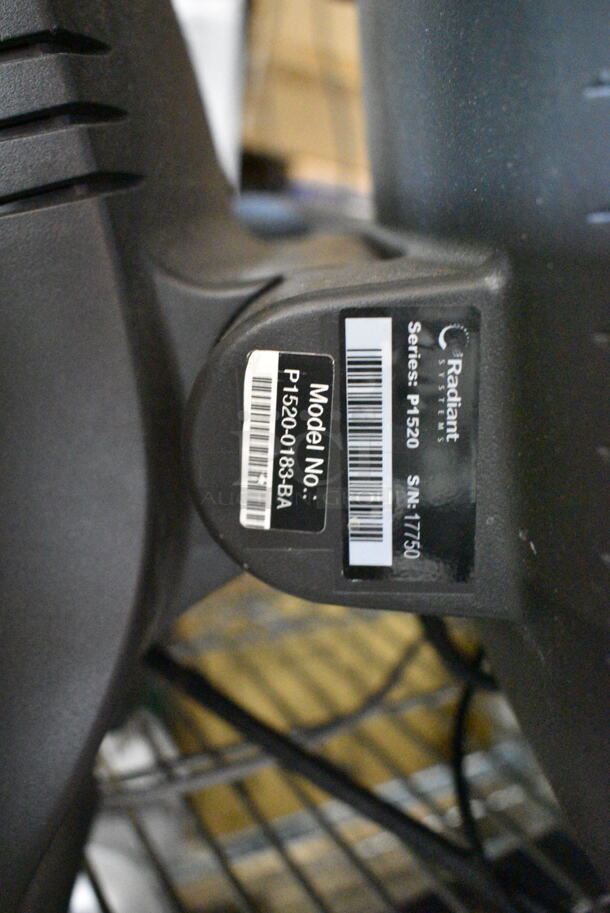 Radiant
SYSTEMS
Series: P1520 S/N: 17750
Model No.:
P1520-0183-BA